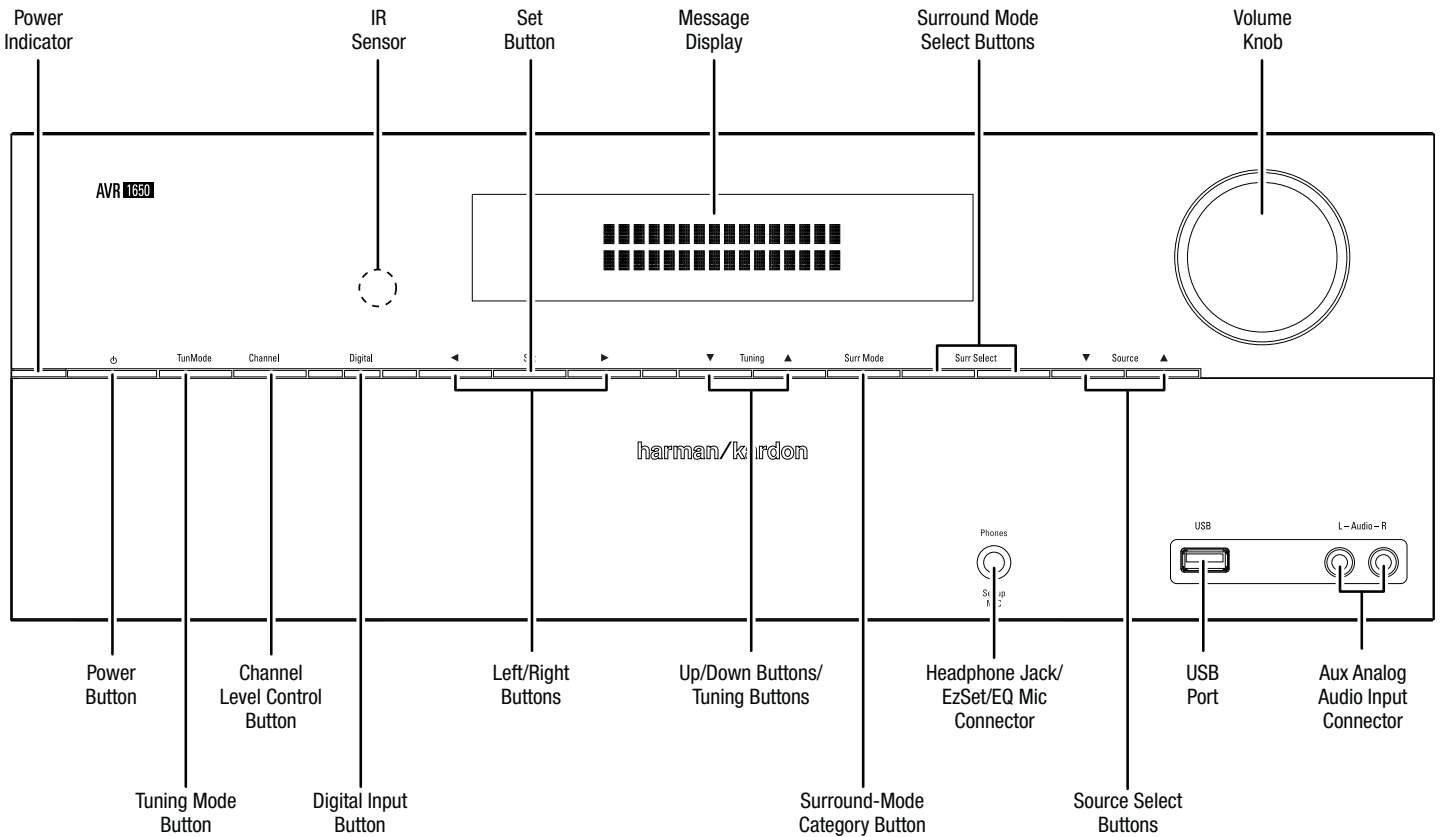 Power
Indicator
IR
Sensor
Set
Button
Message
Display
Surround Mode
Select Buttons
Volume
Knob
AVR 1650
TunMode
Channel
Digital
Tuning
Surr Mode
Surr Select
Source
harman/kardon
Phones
USB
L – Audio – R
Power
Button
Channel
Level Control
Button
Left/Right
Buttons
Up/Down Buttons/
Tuning Buttons
Headphone Jack/
EzSet/EQ Mic
Connector
USB
Port
Aux Analog
Audio Input
Connector
Tuning Mode
Button
Digital Input
Button
Surround-Mode
Category Button
Source Select
Buttons